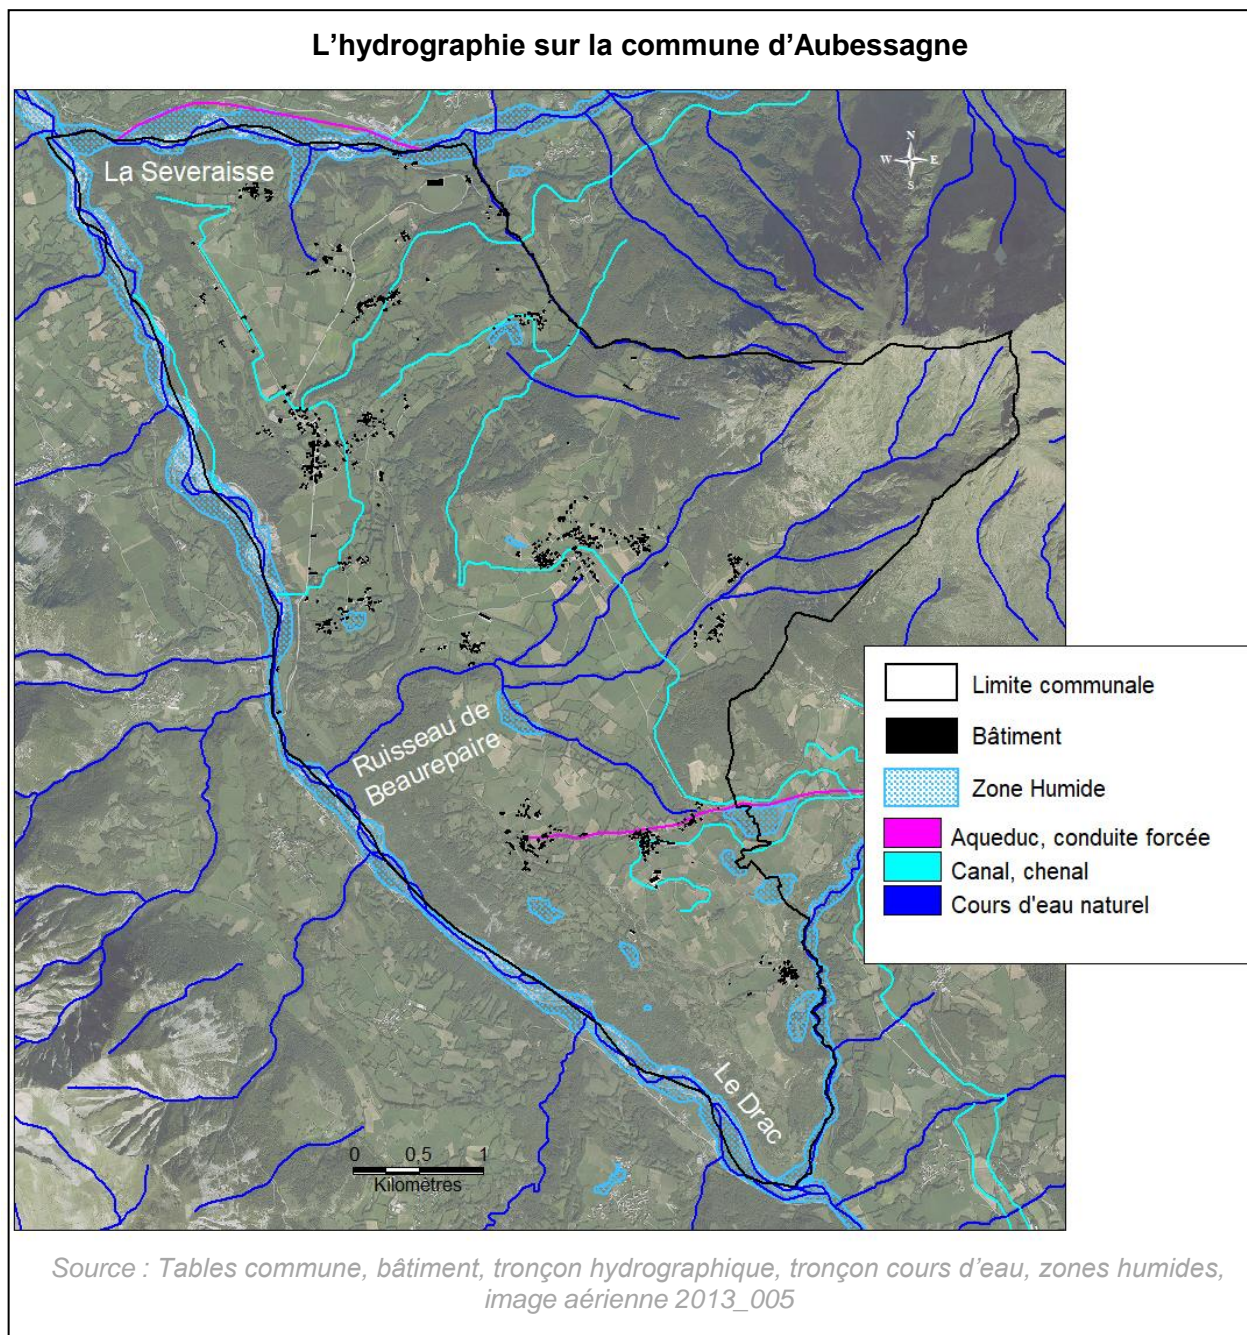 L'hydrographie sur la commune d'Aubessagne
La Severaisse
N
W E
S
Ruisseau de
Beaurepaire
Limite communale
Bâtiment
Zone Humide
Aqueduc, conduite forcée
Canal, chenal
Cours d'eau naturel
Le Drac
0 0,5 1
Kilomètres
Source : Tables commune, bâtiment, tronçon hydrographique, tronçon cours d'eau, zones humides,
image aérienne 2013_005